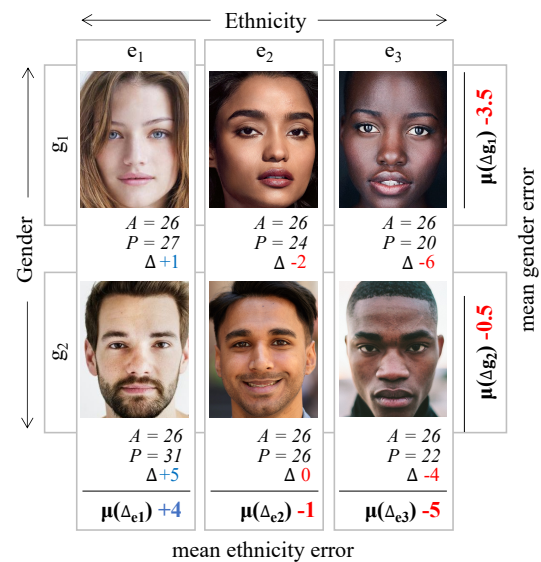 Ethnicity
e1 e2 e3
Gender
g1
A = 26 A = 26 A = 26
P = 27 P = 24 P = 20
Δ +1 Δ -2 Δ -6
μ(Δg1) -3.5
g2
A = 26 A = 26 A = 26
P = 31 P = 26 P = 22
Δ +5 Δ 0 Δ -4
μ(Δg2) -0.5
mean gender error
μ(Δe1) +4 μ(Δe2) -1 μ(Δe3) -5
mean ethnicity error